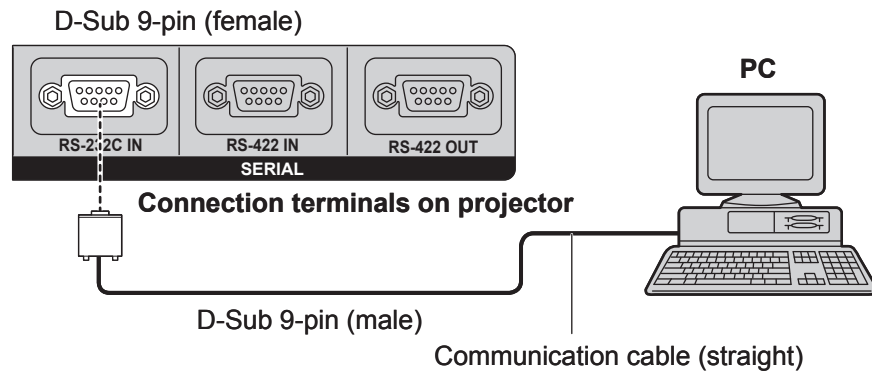 D-Sub 9-pin (female)
PC
RS-232C IN
RS-422 IN
RS-422 OUT
SERIAL
Connection terminals on projector
D-Sub 9-pin (male)
Communication cable (straight)